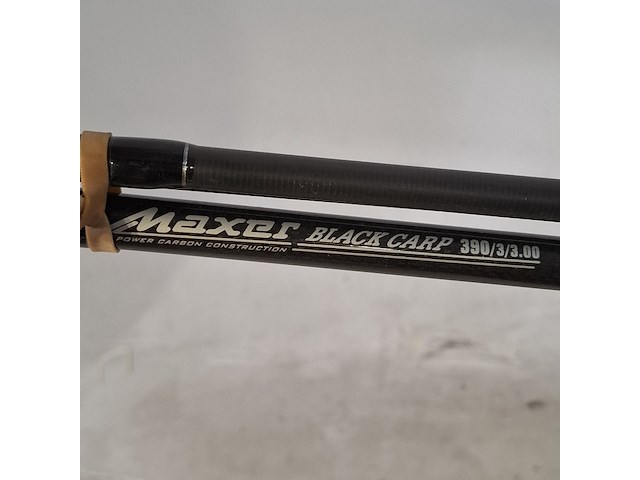 Maxer BLACK CARP 390/3/3.00
POWER CARBON CONSTRUCTION